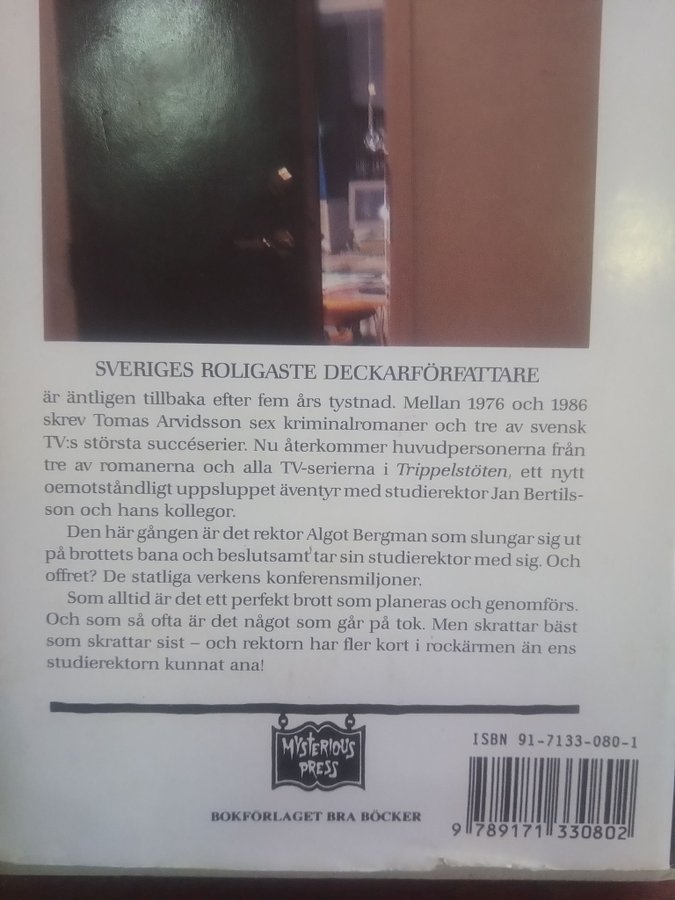 SVERIGES ROLIGASTE DECKARFÖRFATTARE
är äntligen tillbaka efter fem års tystnad. Mellan 1976 och 1986
skrev Tomas Arvidsson sex kriminalromaner och tre av svensk
TV:s största succéserier. Nu återkommer huvudpersonerna från
tre av romanerna och alla TV-serierna i Trippelstöten, ett nytt
oemotståndligt uppsluppet äventyr med studierektor Jan Bertils-
son och hans kollegor.
Den här gången är det rektor Algot Bergman som slungar sig ut
på brottets bana och beslutsamt tar sin studierektor med sig. Och
offret? De statliga verkens konferensmiljoner.
Som alltid är det ett perfekt brott som planeras och genomförs.
Och som så ofta är det något som går på tok. Men skrattar bäst
som skrattar sist – och rektorn har fler kort i rockärmen än ens
studierektorn kunnat ana!
MYSTERIOUS
PRESS
BOKFÖRLAGET BRA BÖCKER
ISBN 91-7133-080-1
9 789171 330802